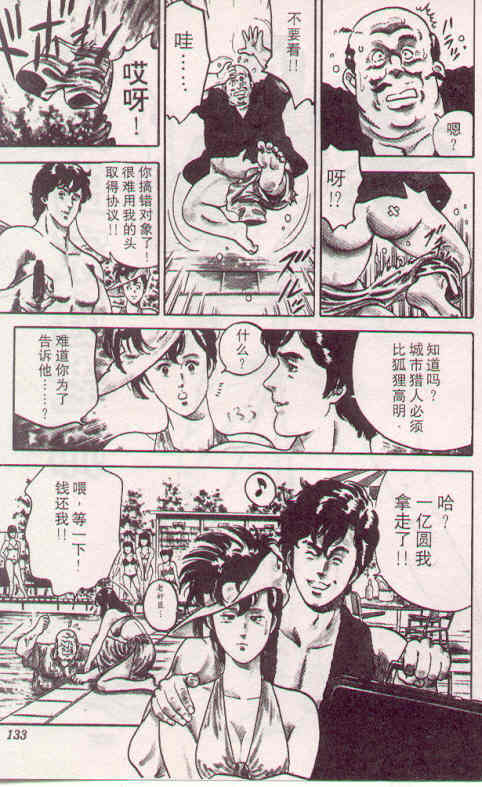 嗯？
呀!?
不要看!!
哇
……
哎呀！
你搞错对象了！
很难用我的头
取得协议!!
知道吗？
城市猎人必须
比狐狸高明．
什么？
难道你为了
告诉他……？
哈？
一亿圆我
拿走了!!
喂，等一下！
钱还我!!
133